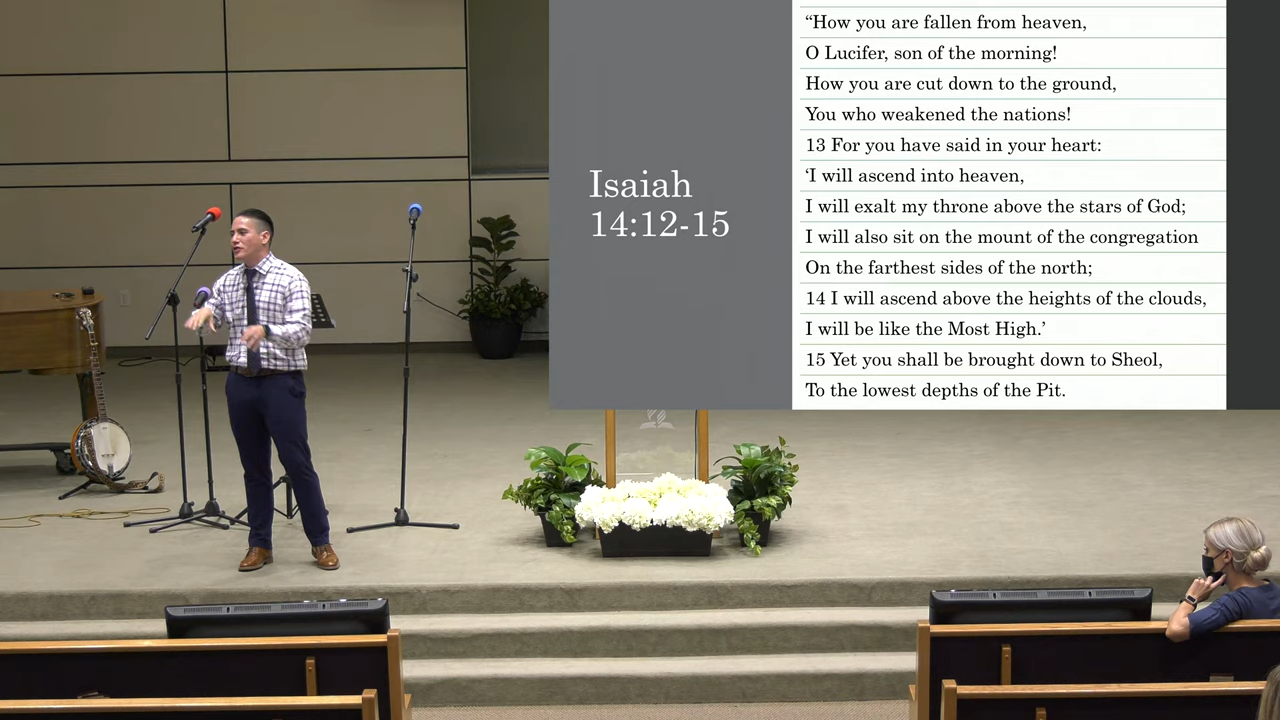 Isaiah
14:12-15
“How you are fallen from heaven,
O Lucifer, son of the morning!
How you are cut down to the ground,
You who weakened the nations!
13 For you have said in your heart:
‘I will ascend into heaven,
I will exalt my throne above the stars of God;
I will also sit on the mount of the congregation
On the farthest sides of the north;
14 I will ascend above the heights of the clouds,
I will be like the Most High.’
15 Yet you shall be brought down to Sheol,
To the lowest depths of the Pit.